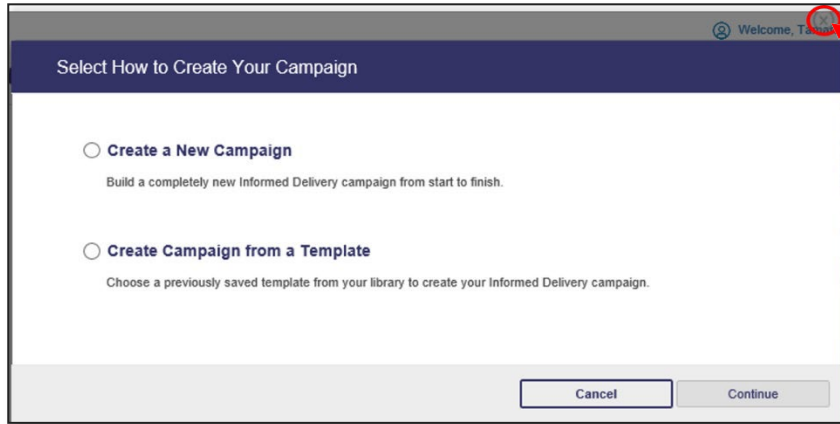 Welcome, Tamar
Select How to Create Your Campaign
Create a New Campaign
Build a completely new Informed Delivery campaign from start to finish.
Create Campaign from a Template
Choose a previously saved template from your library to create your Informed Delivery campaign.
Cancel
Continue